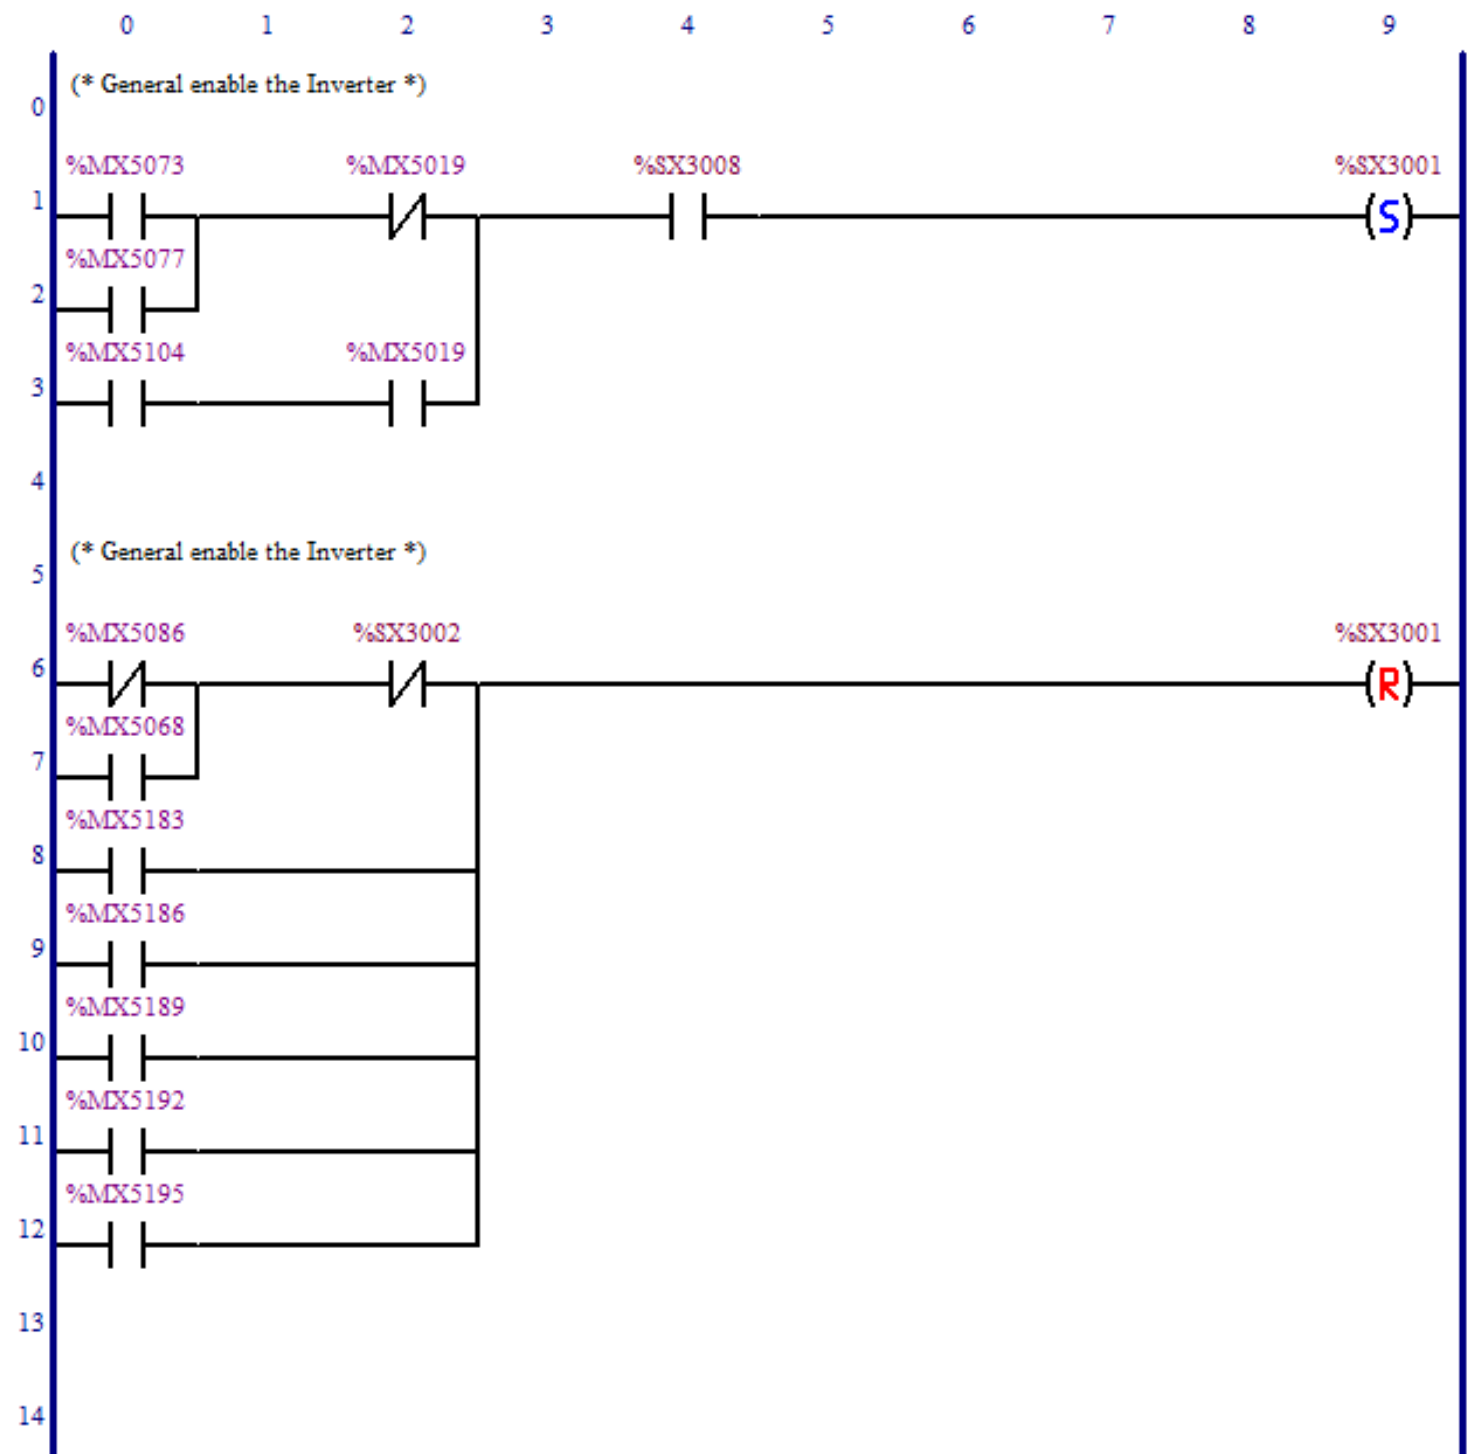 0 1 2 3 4 5 6 7 8 9
(* General enable the Inverter *)
0
%MX5073 %MX5019 %SX3008 %SX3001
1 (S)
%MX5077
2
%MX5104 %MX5019
3
4
(* General enable the Inverter *)
5
%MX5086 %SX3002 %SX3001
6 (R)
%MX5068
7
%MX5183
8
%MX5186
9
%MX5189
10
%MX5192
11
%MX5195
12
13
14